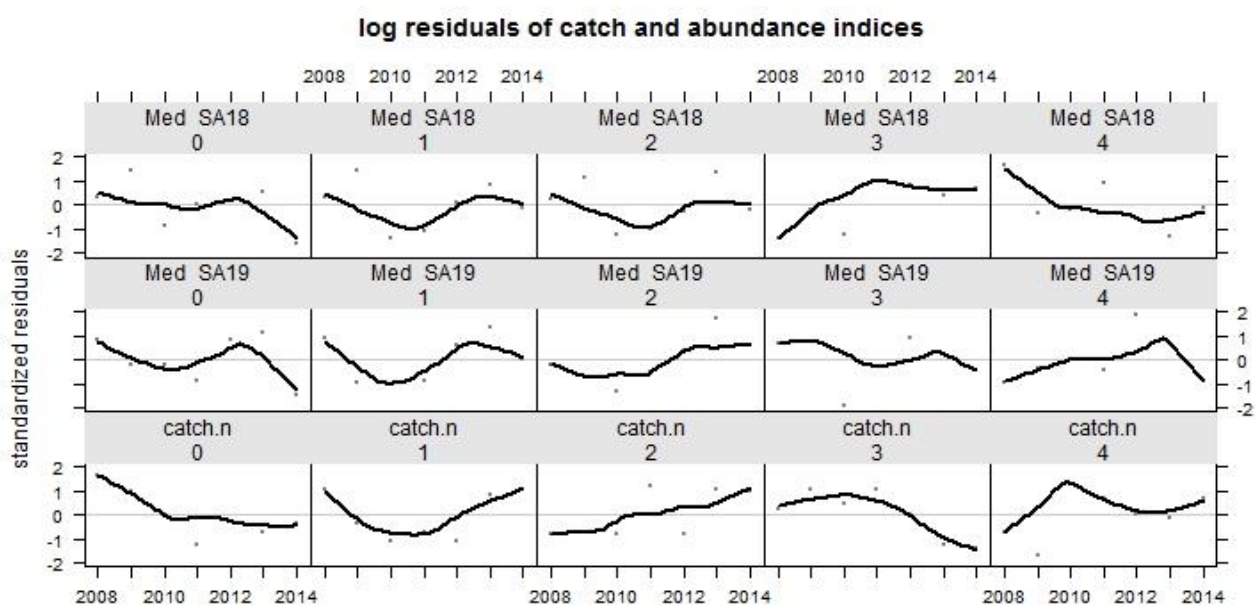 log residuals of catch and abundance indices
2008 2010 2012 2014 2008 2010 2012 2014
Med SA18 Med SA18 Med SA18 Med SA18 Med SA18
0 1 2 3 4
2
1
0
-1
-2
standardized residuals
Med SA19 Med SA19 Med SA19 Med SA19 Med SA19
0 1 2 3 4
2
1
0
-1
-2
catch.n catch.n catch.n catch.n catch.n
0 1 2 3 4
2
1
0
-1
-2
2008 2010 2012 2014 2008 2010 2012 2014 2008 2010 2012 2014